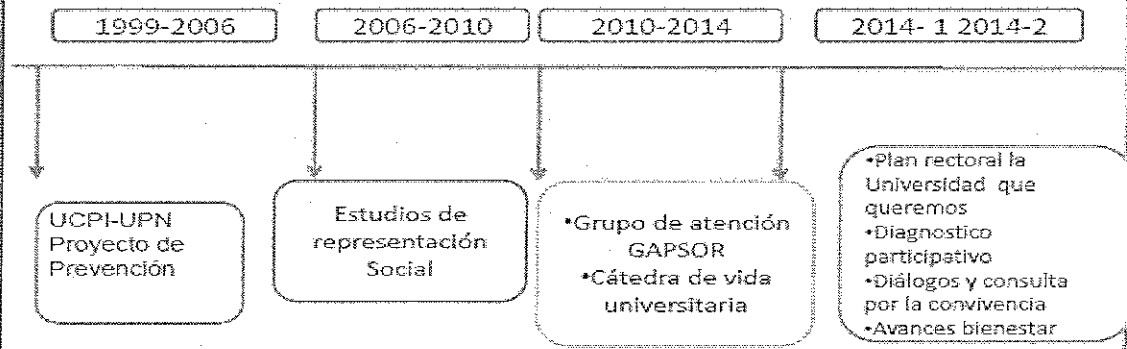 1999-2006
2006-2010
2010-2014
2014- 1 2014-2
UCPI-UPN
Proyecto de
Prevención
Estudios de
representación
Social
•Grupo de atención
GAPSOR
•Cátedra de vida
universitaria
•Plan rectoral la
Universidad que
queremos
•Diagnostico
participativo
•Diálogos y consulta
por la convivencia
•Avances bienestar